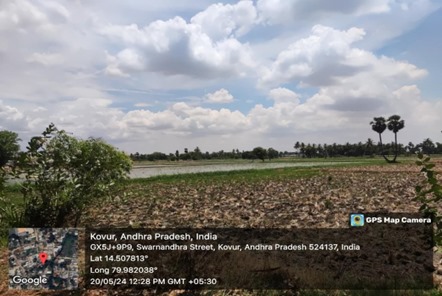 GPS Map Camera
Kovur, Andhra Pradesh, India
GX5J+9P9, Swarnandhra Street, Kovur, Andhra Pradesh 524137, India
Lat 14.507813°
Long 79.982038°
20/05/24 12:28 PM GMT +05:30
Google